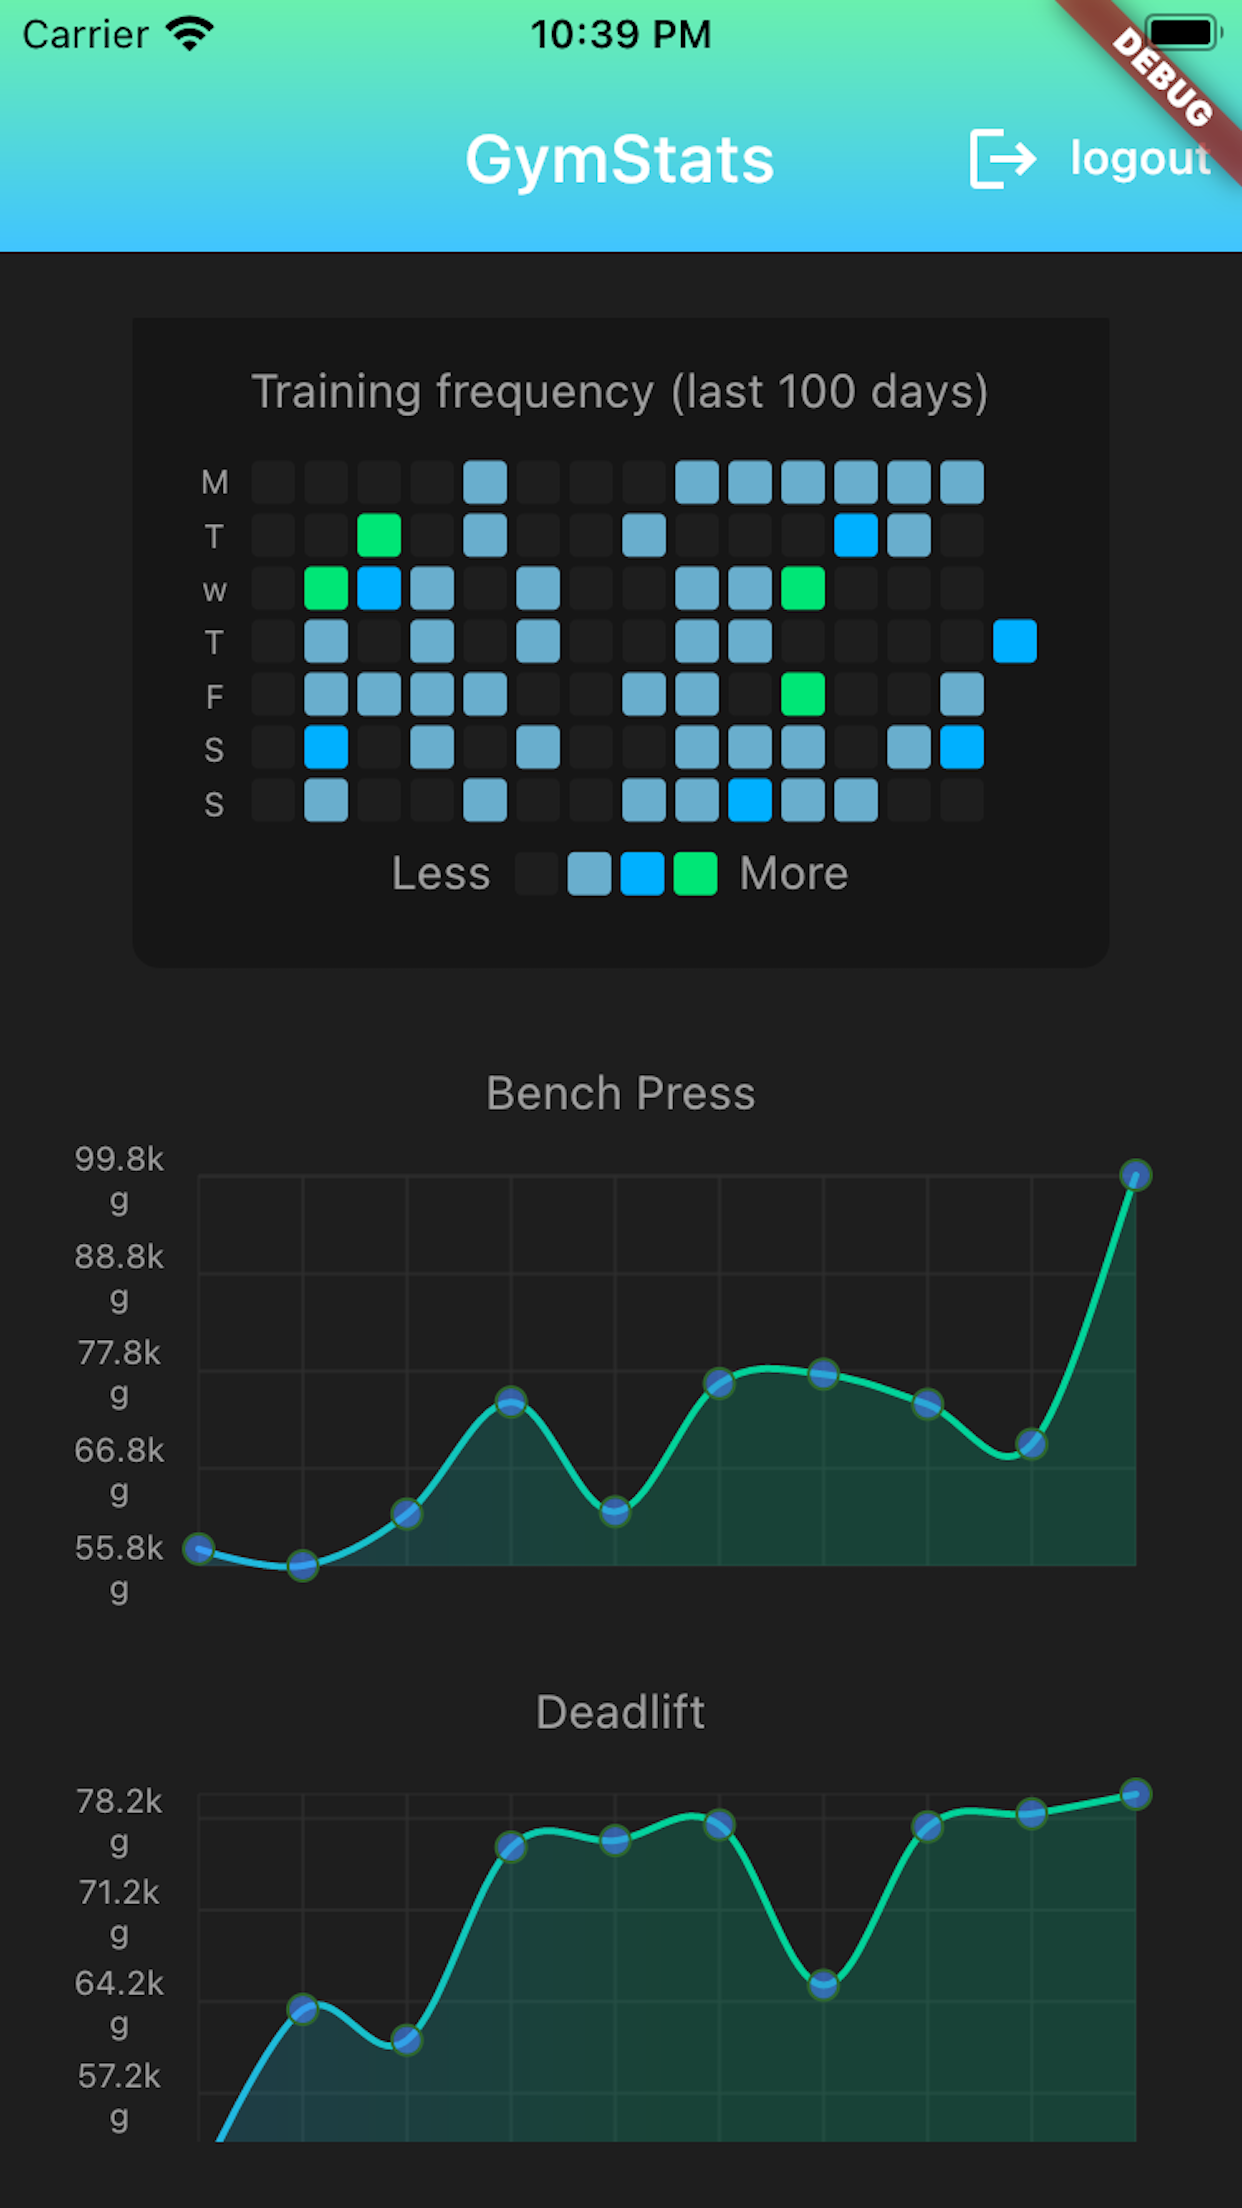 Carrier 10:39 PM
DEBUG
GymStats logout
Training frequency (last 100 days)
M
T
w
T
F
S
S
Less More
Bench Press
99.8k
g
88.8k
g
77.8k
g
66.8k
g
55.8k
g
Deadlift
78.2k
g
71.2k
g
64.2k
g
57.2k
g